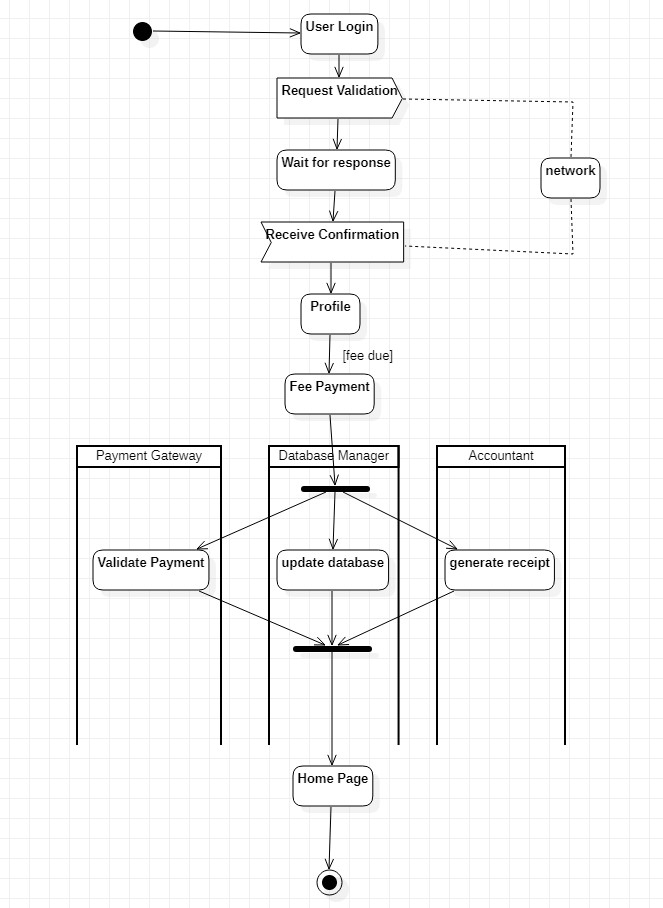 User Login
Request Validation
Wait for response
network
Receive Confirmation
Profile
[fee due]
Fee Payment
Payment Gateway
Database Manager
Accountant
Validate Payment
update database
generate receipt
Home Page